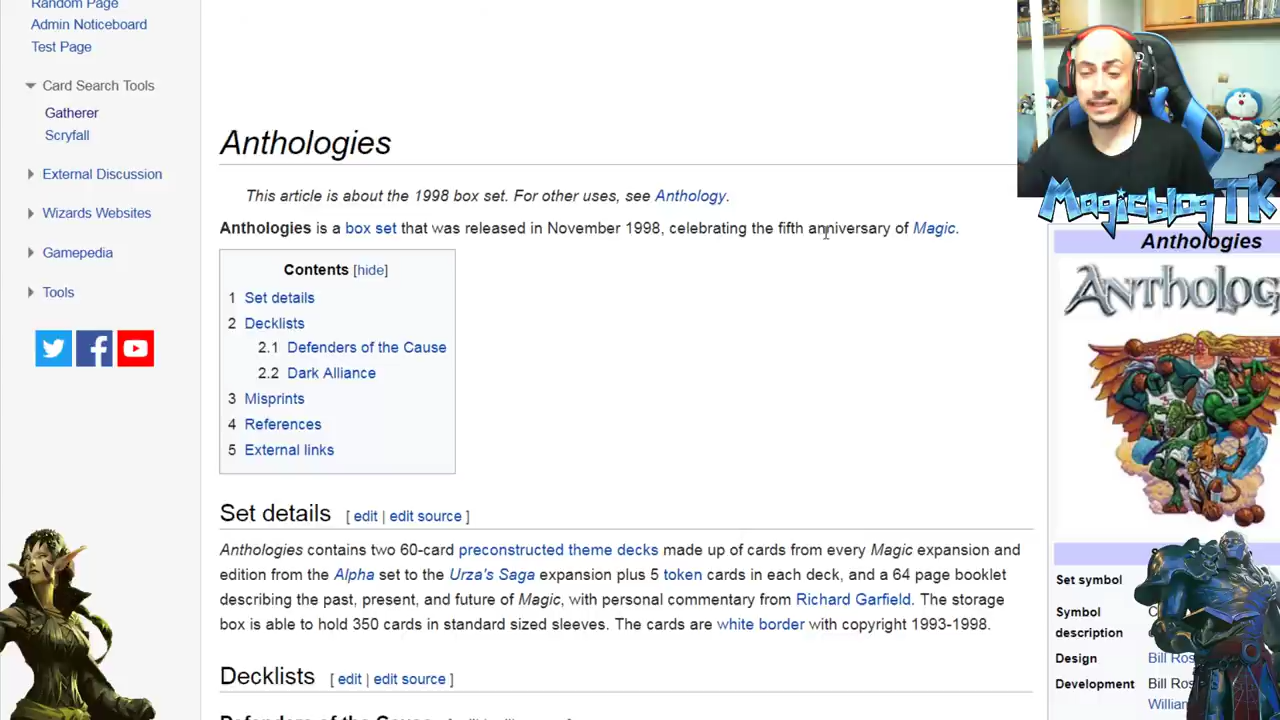 Random Page
Admin Noticeboard
Test Page
Card Search Tools
Gatherer
Scryfall
External Discussion
Wizards Websites
Gamepedia
Tools
Anthologies
This article is about the 1998 box set. For other uses, see Anthology.
Anthologies is a box set that was released in November 1998, celebrating the fifth anniversary of Magic.
Contents [hide]
1 Set details
2 Decklists
2.1 Defenders of the Cause
2.2 Dark Alliance
3 Misprints
4 References
5 External links
Set details [ edit | edit source ]
Anthologies contains two 60-card preconstructed theme decks made up of cards from every Magic expansion and
edition from the Alpha set to the Urza's Saga expansion plus 5 token cards in each deck, and a 64 page booklet
describing the past, present, and future of Magic, with personal commentary from Richard Garfield. The storage
box is able to hold 350 cards in standard sized sleeves. The cards are white border with copyright 1993-1998.
Decklists [ edit | edit source ]
MagicblogTK
Anthologies
Set symbol
Symbol
description
Design Bill
Development Bill